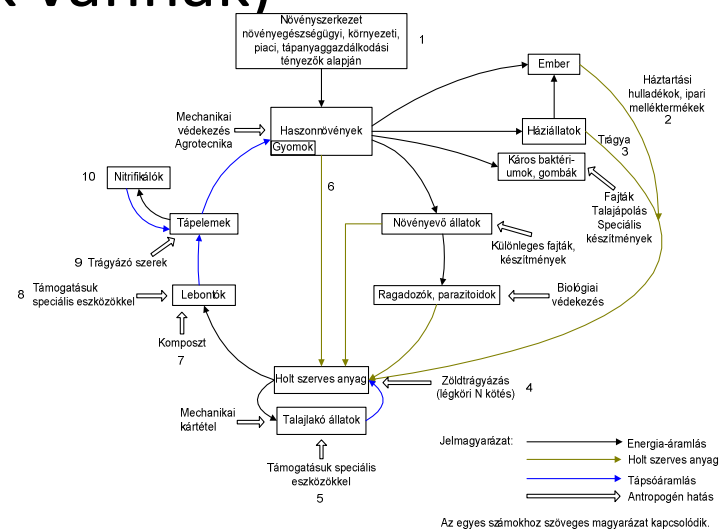 k vannak)
Növényszerkezet
növényegészségügyi, környezeti,
piaci, tápanyaggazdálkodási
tényezők alapján
1
Ember
Háztartási
hulladékok, ipari
melléktermékek
2
Mechanikai
védekezés
Agrotecnika
Haszonnövények
Gyomok
Háziállatok
Trágya
3
Káros baktéri-
umok, gombák
10
Nitrifikálók
6
Fajták
Talajápolás
Speciális
készítmények
Tápelemek
Növényevő állatok
Különleges fajták,
készítmények
9 Trágyázó szerek
8
Támogatásuk
speciális eszközökkel
Lebontók
Ragadozók, parazitoidok
Biológiai
védekezés
Komposzt
7
Holt szerves anyag
Zöldtrágyázás
(légköri N kötés)
4
Mechanikai
kártétel
Talajlakó állatok
Támogatásuk speciális
eszközökkel
5
Jelmagyarázat:
Energia-áramlás
Holt szerves anyag
Tápsóáramlás
Antropogén hatás
Az egyes számokhoz szöveges magyarázat kapcsolódik.